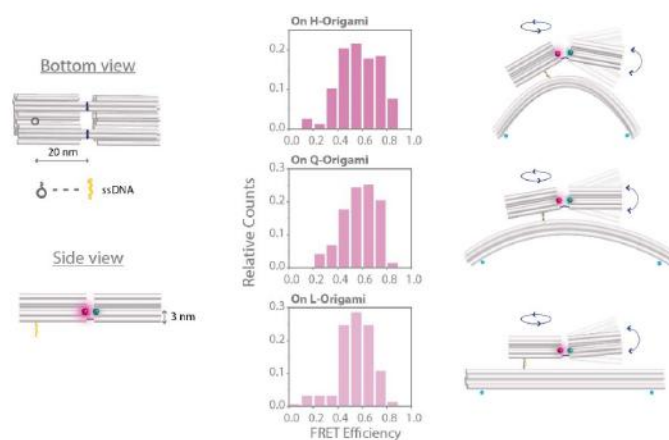 Bottom view
20 nm
ssDNA
Side view
3 nm
On H-Origami
0.2
0.1
0
0.0 0.2 0.4 0.6 0.8 1.0
On Q-Origami
0.3
0.2
0.1
0
0.0 0.2 0.4 0.6 0.8 1.0
On L-Origami
0.3
0.2
0.1
0
0.0 0.2 0.4 0.6 0.8 1.0
Relative Counts
FRET Efficiency